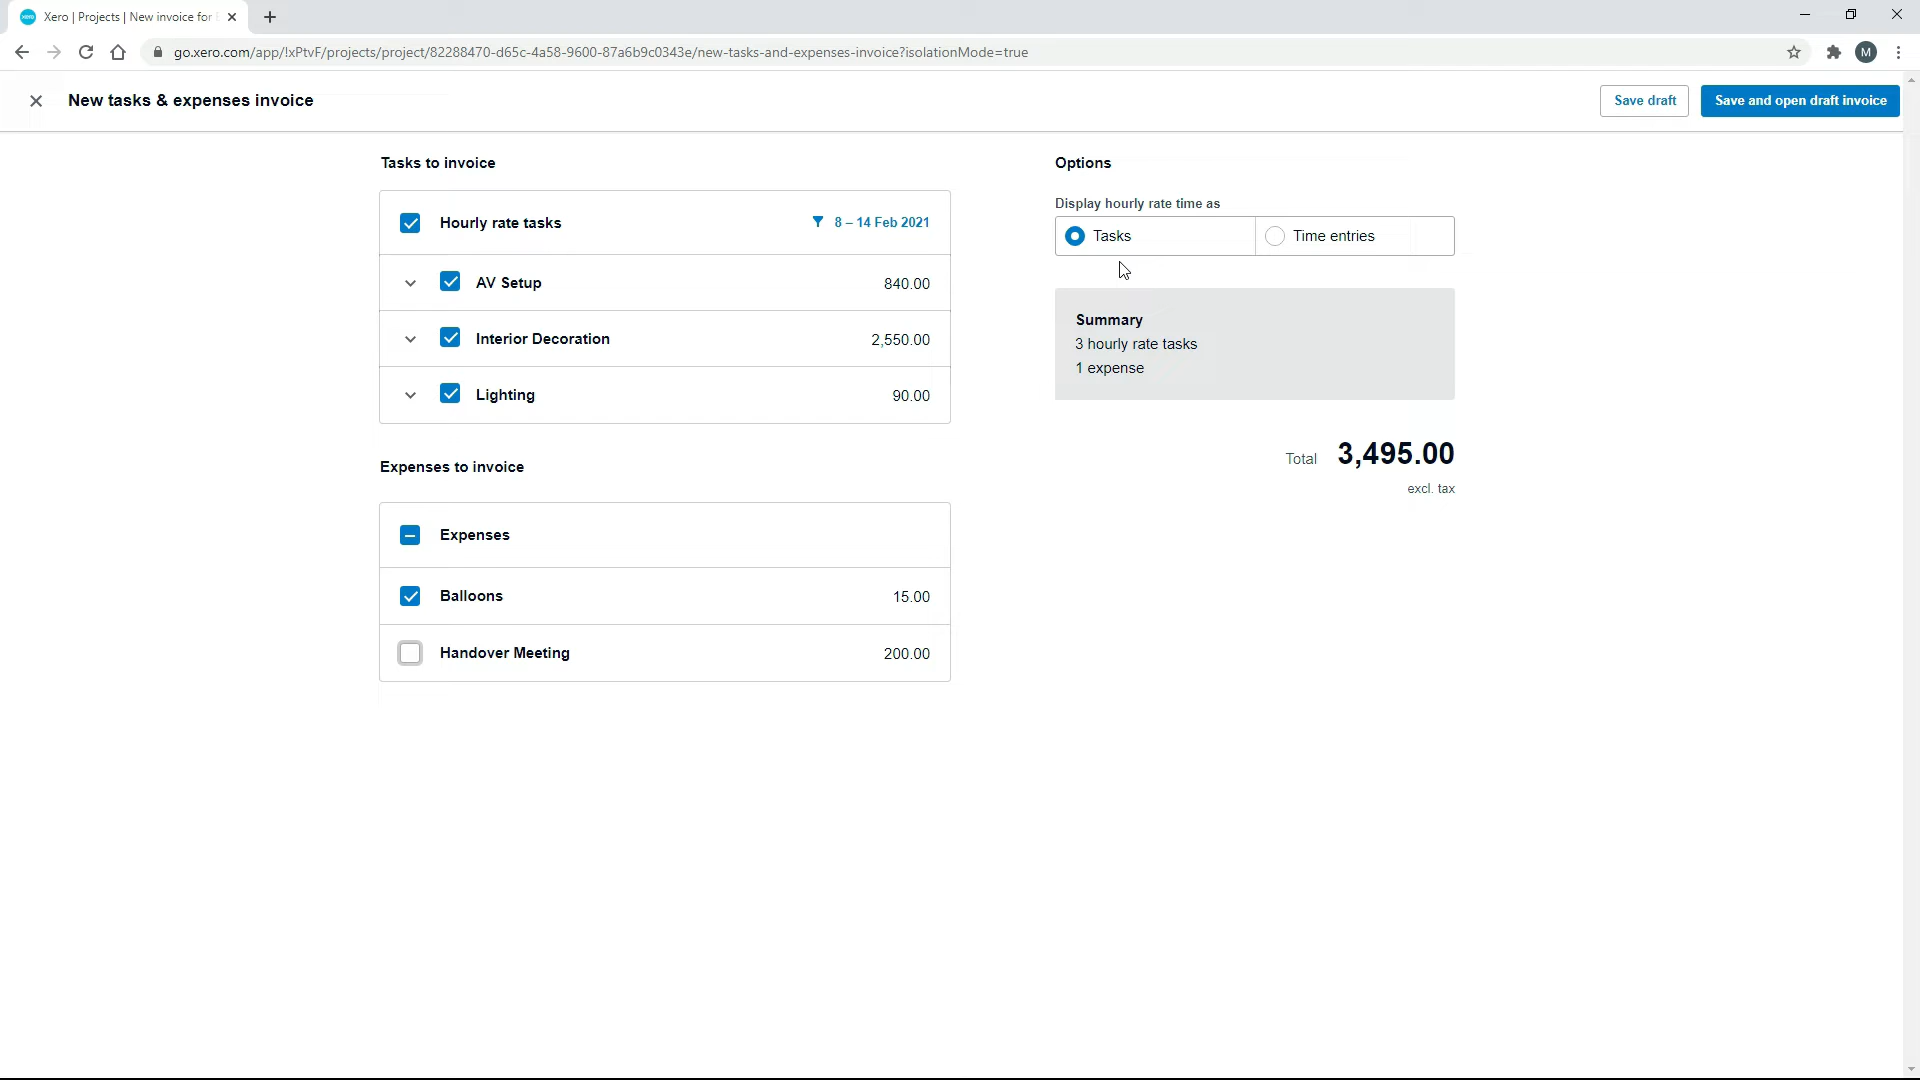 Xero | Projects | New invoice for
go.xero.com/app/!xPtvF/projects/project/82288470-d65c-4a58-9600-87a6b9c0343e/new-tasks-and-expenses-invoice?isolationMode=true
M
New tasks & expenses invoice
Save draft
Save and open draft invoice
Tasks to invoice
Hourly rate tasks
8 – 14 Feb 2021
AV Setup
840.00
Interior Decoration
2,550.00
Lighting
90.00
Expenses to invoice
Expenses
Balloons
15.00
Handover Meeting
200.00
Options
Display hourly rate time as
Tasks
Time entries
Summary
3 hourly rate tasks
1 expense
Total 3,495.00
excl. tax